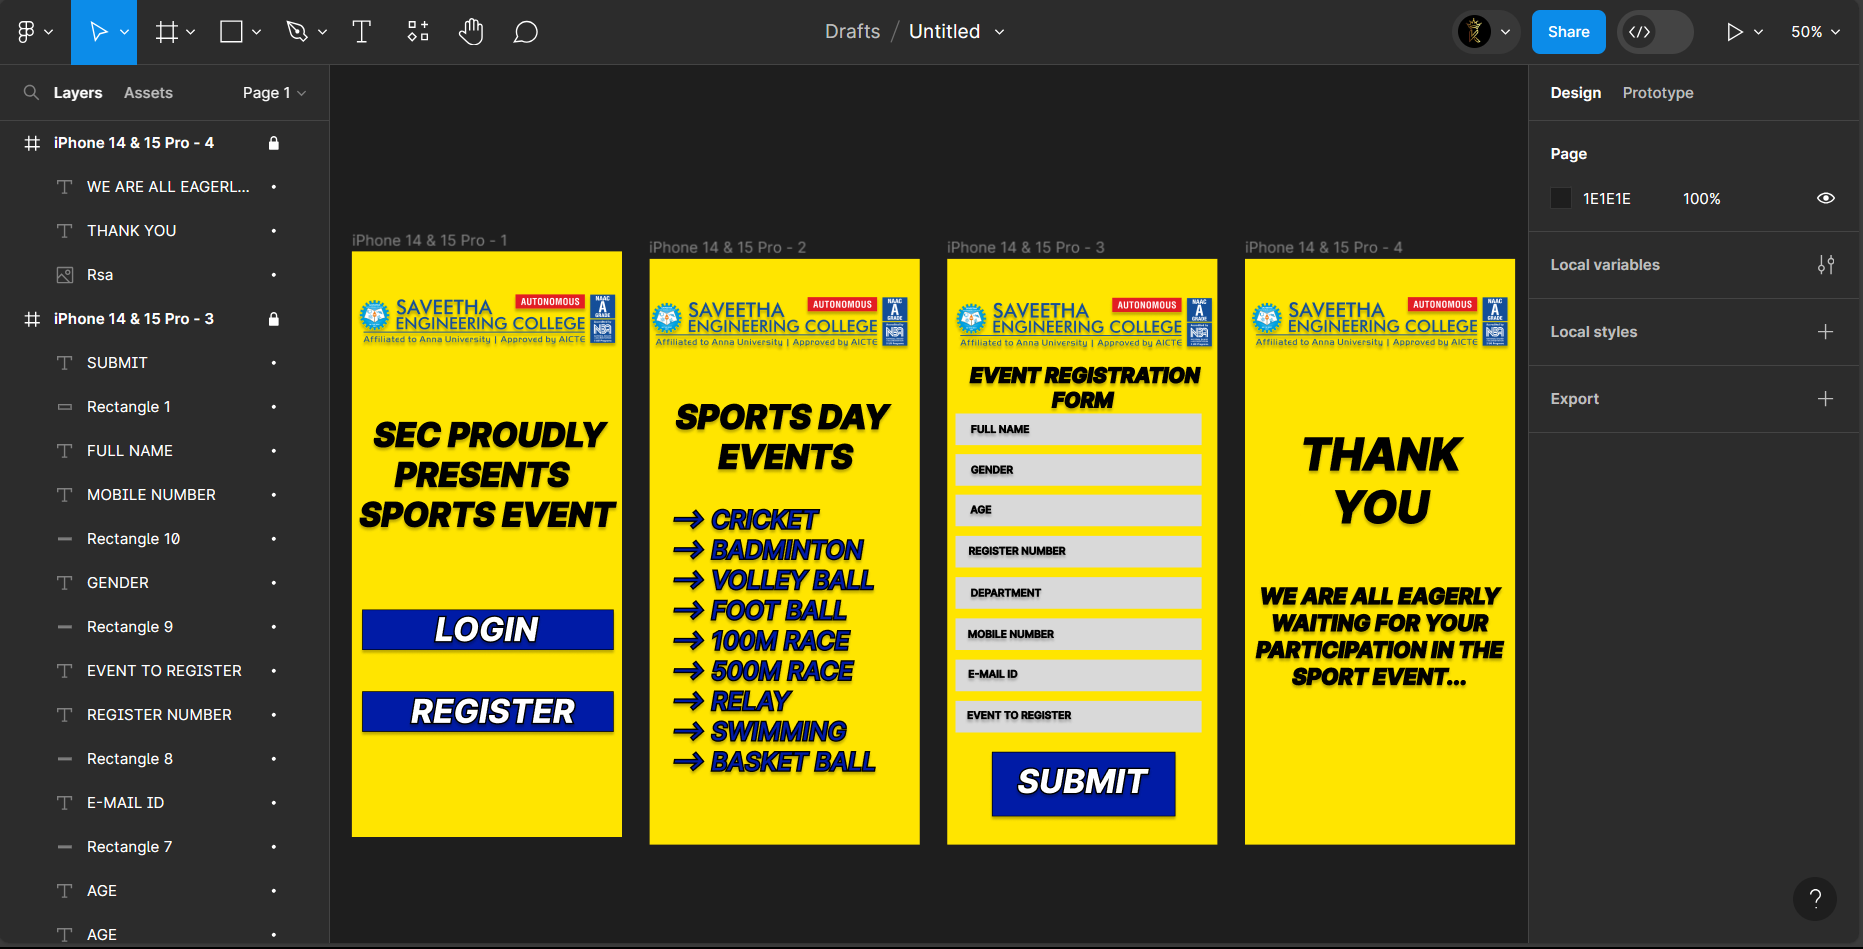 Drafts / Untitled
Share
50%
Layers
Assets
Page 1
iPhone 14 & 15 Pro - 4
WE ARE ALL EAGERL...
THANK YOU
Rsa
iPhone 14 & 15 Pro - 3
SUBMIT
Rectangle 1
FULL NAME
MOBILE NUMBER
Rectangle 10
GENDER
Rectangle 9
EVENT TO REGISTER
REGISTER NUMBER
Rectangle 8
E-MAIL ID
Rectangle 7
AGE
AGE
iPhone 14 & 15 Pro - 1
SAVEETHA
AUTONOMOUS
ENGINEERING COLLEGE
Affiliated to Anna University | Approved by AICTE
NAAC
A
GRADE
SEC PROUDLY
PRESENTS
SPORTS EVENT
LOGIN
REGISTER
iPhone 14 & 15 Pro - 2
SAVEETHA
AUTONOMOUS
ENGINEERING COLLEGE
Affiliated to Anna University | Approved by AICTE
NAAC
A
GRADE
SPORTS DAY
EVENTS
→ CRICKET
→ BADMINTON
→ VOLLEY BALL
→ FOOT BALL
→ 100M RACE
→ 500M RACE
→ RELAY
→ SWIMMING
→ BASKET BALL
iPhone 14 & 15 Pro - 3
SAVEETHA
AUTONOMOUS
ENGINEERING COLLEGE
Affiliated to Anna University | Approved by AICTE
NAAC
A
GRADE
EVENT REGISTRATION
FORM
FULL NAME
GENDER
AGE
REGISTER NUMBER
DEPARTMENT
MOBILE NUMBER
E-MAIL ID
EVENT TO REGISTER
SUBMIT
iPhone 14 & 15 Pro - 4
SAVEETHA
AUTONOMOUS
ENGINEERING COLLEGE
Affiliated to Anna University | Approved by AICTE
NAAC
A
GRADE
THANK
YOU
WE ARE ALL EAGERLY
WAITING FOR YOUR
PARTICIPATION IN THE
SPORT EVENT...
Design
Prototype
Page
1E1E1E
100%
Local variables
Local styles
Export
?